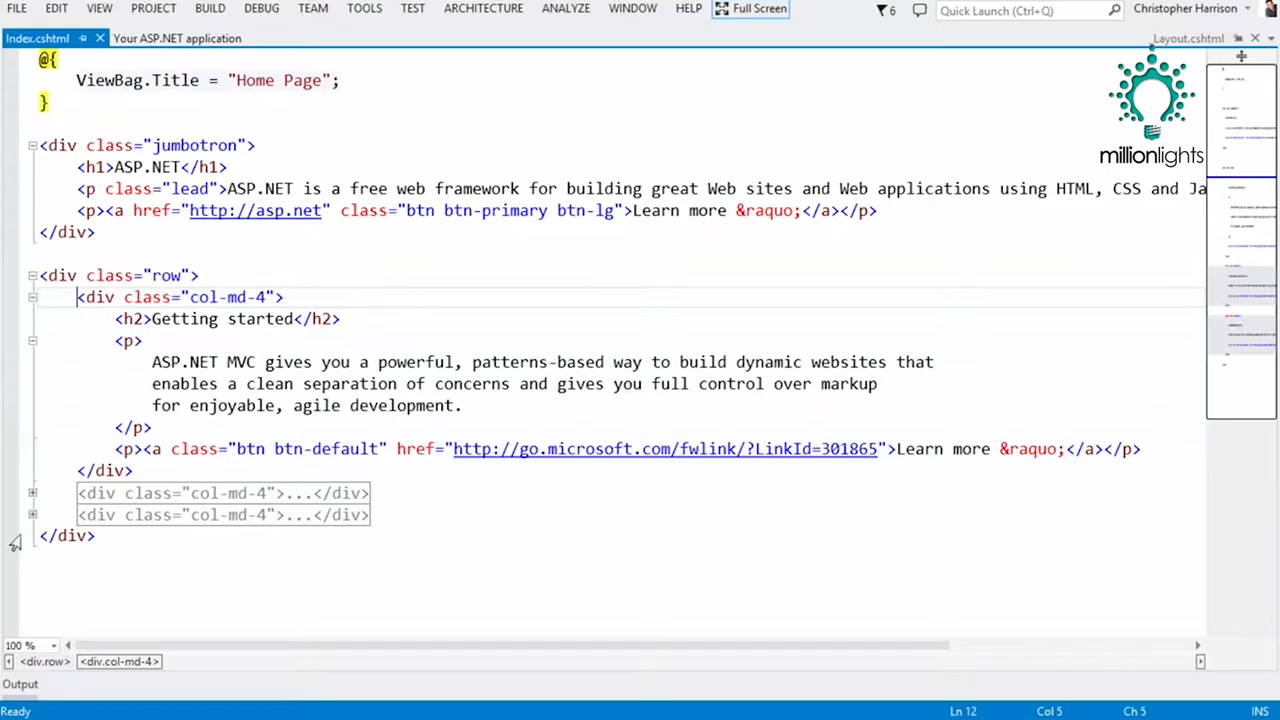 FILE EDIT VIEW PROJECT BUILD DEBUG TEAM TOOLS TEST ARCHITECTURE ANALYZE WINDOW HELP Full Screen 6 Quick Launch (Ctrl+Q) Christopher Harrison
Index.cshtml Your ASP.NET application Layout.cshtml
@{
ViewBag.Title = "Home Page";
}
millionlights
<div class="jumbotron">
<h1>ASP.NET</h1>
<p class="lead">ASP.NET is a free web framework for building great Web sites and Web applications using HTML, CSS and Ja
<p><a href="http://asp.net" class="btn btn-primary btn-lg">Learn more &raquo;</a></p>
</div>
<div class="row">
<div class="col-md-4">
<h2>Getting started</h2>
<p>
ASP.NET MVC gives you a powerful, patterns-based way to build dynamic websites that
enables a clean separation of concerns and gives you full control over markup
for enjoyable, agile development.
</p>
<p><a class="btn btn-default" href="http://go.microsoft.com/fwlink/?LinkId=301865">Learn more &raquo;</a></p>
</div>
<div class="col-md-4">...</div>
<div class="col-md-4">...</div>
</div>
100 %
<div.row> <div.col-md-4>
Output
Ready Ln 12 Col 5 Ch 5 INS